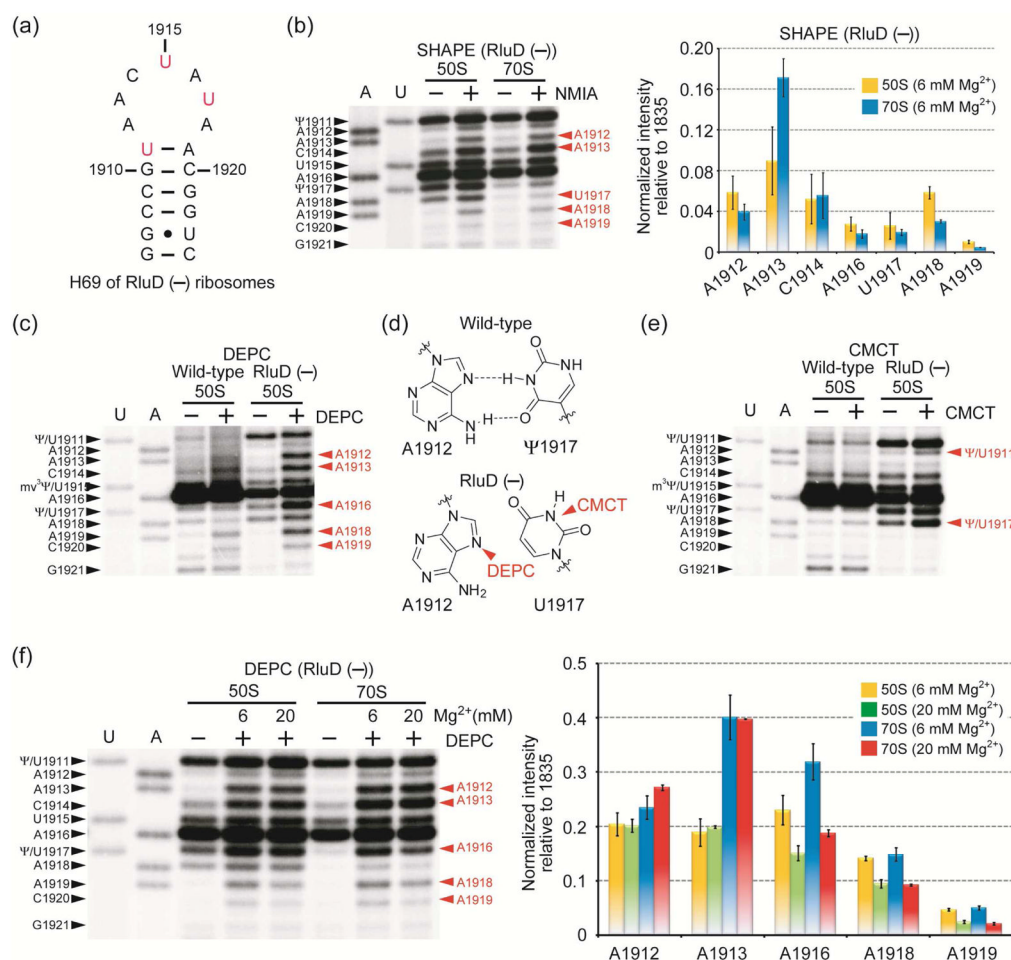 (a)
1915
U
C A
A U
A A
U A
1910 G C 1920
C G
C G
G U
G C
H69 of RluD (–) ribosomes
(b)
SHAPE (RluD (–))
50S 70S
A U – + – + NMIA
Ψ1911
A1912
A1913
C1914
U1915
A1916
Ψ1917
A1918
A1919
C1920
G1921
A1912
A1913
U1917
A1918
A1919
SHAPE (RluD (–))
Normalized intensity
relative to 1835
0.20
0.16
0.12
0.08
0.04
0
50S (6 mM Mg²⁺)
70S (6 mM Mg²⁺)
A1912 A1913 C1914 A1916 U1917 A1918 A1919
(c)
DEPC
Wild-type RluD (–)
50S 50S
U A – + – + DEPC
Ψ/U1911
A1912
A1913
C1914
mv³Ψ/U1915
A1916
Ψ/U1917
A1918
A1919
C1920
G1921
A1912
A1913
A1916
A1918
A1919
(d)
Wild-type
O
N NH
N H N O
N N H O
H
A1912 Ψ1917
RluD (–)
H
O N CMCT
N N O
N N N
DEPC
NH₂
A1912 U1917
(e)
CMCT
Wild-type RluD (–)
50S 50S
U A – + – + CMCT
Ψ/U1911
A1912
A1913
C1914
m³Ψ/U1915
A1916
Ψ/U1917
A1918
A1919
C1920
G1921
Ψ/U1911
Ψ/U1917
(f)
DEPC (RluD (–))
50S 70S
6 20 6 20 Mg²⁺(mM)
U A – + + – + + DEPC
Ψ/U1911
A1912
A1913
C1914
U1915
A1916
Ψ/U1917
A1918
A1919
C1920
G1921
A1912
A1913
A1916
A1918
A1919
Normalized intensity
relative to 1835
0.5
0.4
0.3
0.2
0.1
0
50S (6 mM Mg²⁺)
50S (20 mM Mg²⁺)
70S (6 mM Mg²⁺)
70S (20 mM Mg²⁺)
A1912 A1913 A1916 A1918 A1919